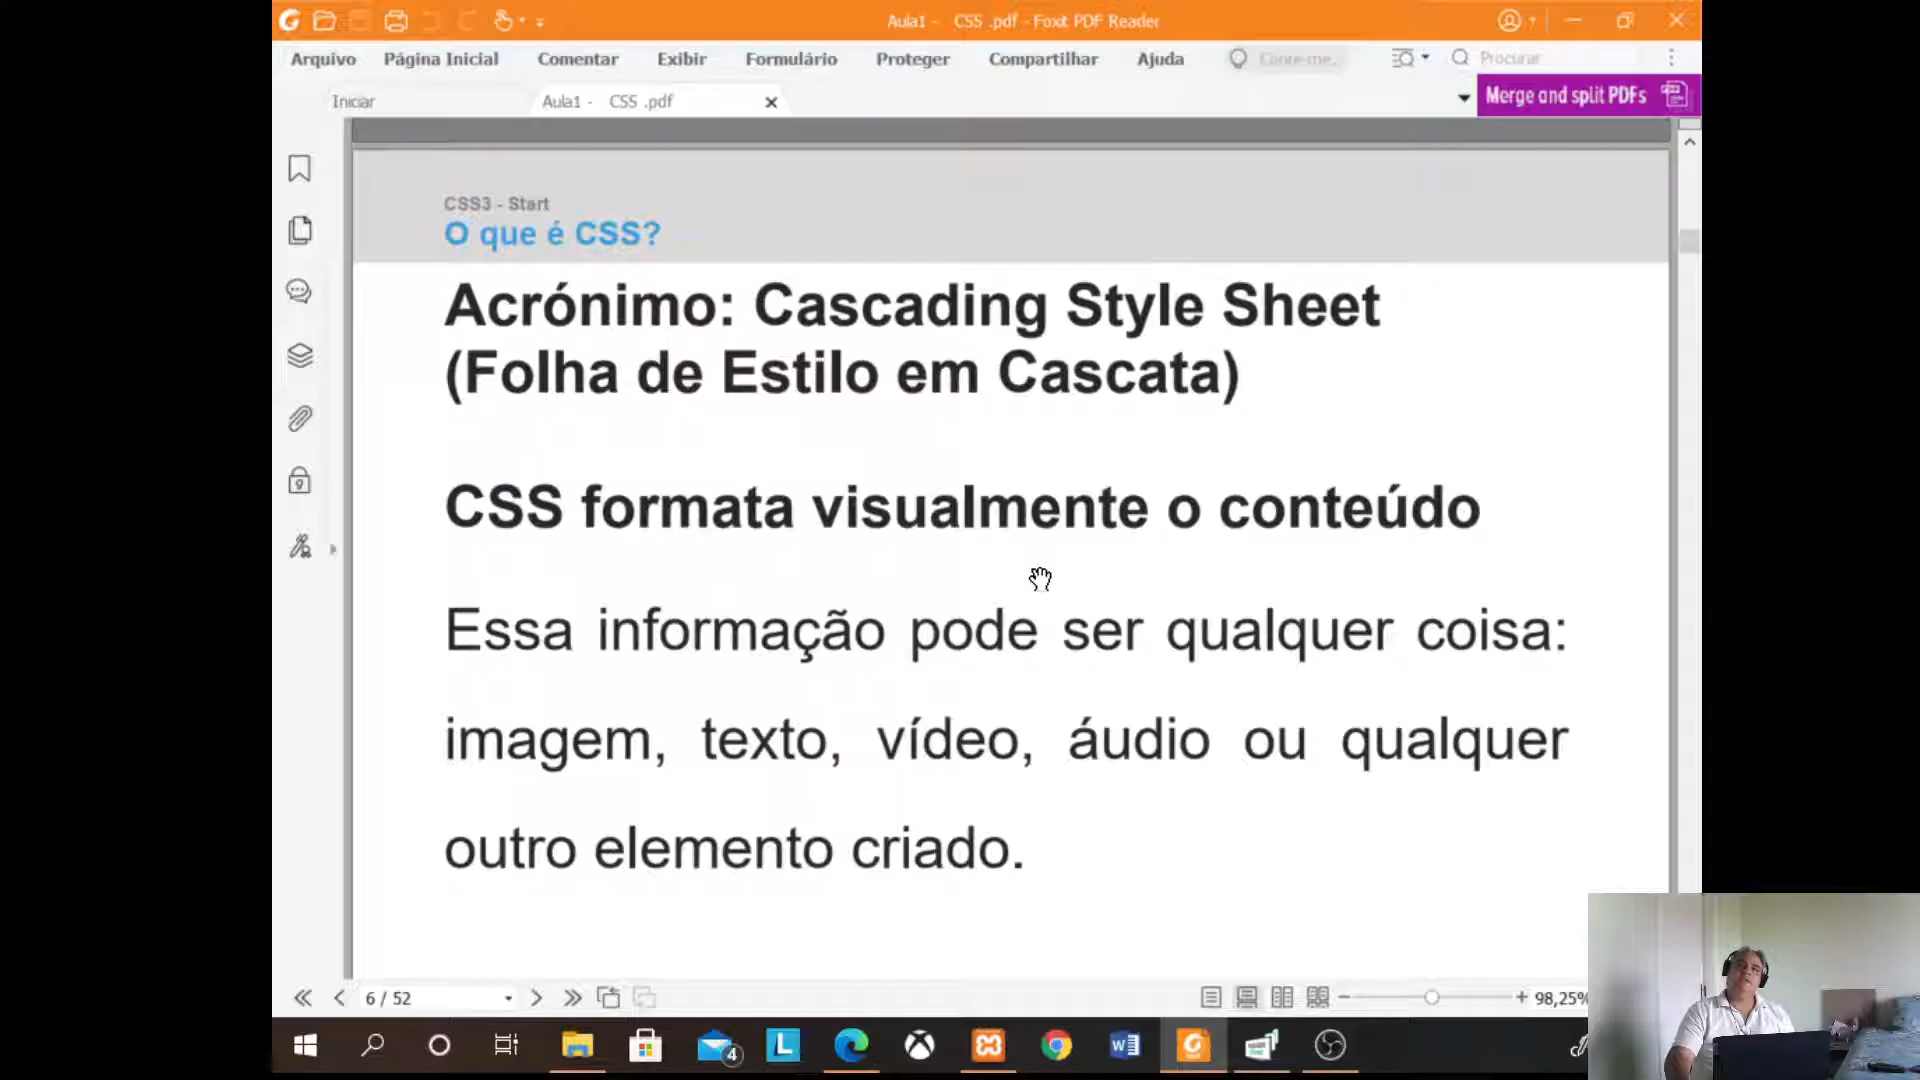 Aula1 - CSS .pdf - Foxit PDF Reader
Arquivo Página Inicial Comentar Exibir Formulário Proteger Compartilhar Ajuda Conte-me... Procurar
Iniciar Aula1 - CSS .pdf Merge and split PDFs
CSS3 - Start
O que é CSS?
Acrónimo: Cascading Style Sheet
(Folha de Estilo em Cascata)
CSS formata visualmente o conteúdo
Essa informação pode ser qualquer coisa:
imagem, texto, vídeo, áudio ou qualquer
outro elemento criado.
6 / 52 98,25%
4 L